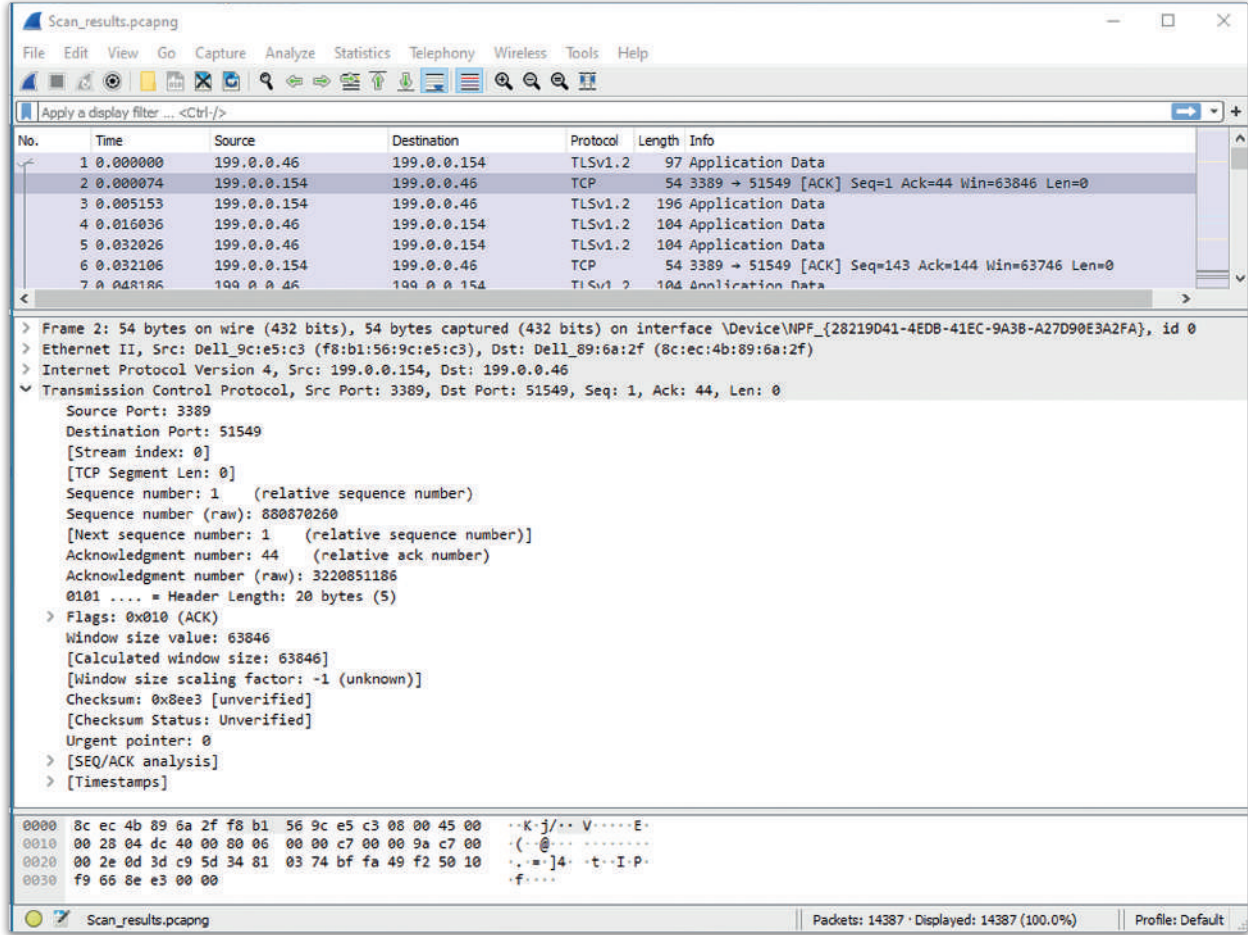 Scan_results.pcapng
File Edit View Go Capture Analyze Statistics Telephony Wireless Tools Help
Apply a display filter ... <Ctrl-/>
No. Time Source Destination Protocol Length Info
1 0.000000 199.0.0.46 199.0.0.154 TLSv1.2 97 Application Data
2 0.000074 199.0.0.154 199.0.0.46 TCP 54 3389 → 51549 [ACK] Seq=1 Ack=44 Win=63846 Len=0
3 0.005153 199.0.0.154 199.0.0.46 TLSv1.2 196 Application Data
4 0.016036 199.0.0.46 199.0.0.154 TLSv1.2 104 Application Data
5 0.032026 199.0.0.46 199.0.0.154 TLSv1.2 104 Application Data
6 0.032106 199.0.0.154 199.0.0.46 TCP 54 3389 → 51549 [ACK] Seq=143 Ack=144 Win=63746 Len=0
7 0.048186 199.0.0.46 199.0.0.154 TLSv1.2 104 Application Data
> Frame 2: 54 bytes on wire (432 bits), 54 bytes captured (432 bits) on interface \Device\NPF_{28219D41-4EDB-41EC-9A3B-A27D90E3A2FA}, id 0
> Ethernet II, Src: Dell_9c:e5:c3 (f8:b1:56:9c:e5:c3), Dst: Dell_89:6a:2f (8c:ec:4b:89:6a:2f)
> Internet Protocol Version 4, Src: 199.0.0.154, Dst: 199.0.0.46
Transmission Control Protocol, Src Port: 3389, Dst Port: 51549, Seq: 1, Ack: 44, Len: 0
Source Port: 3389
Destination Port: 51549
[Stream index: 0]
[TCP Segment Len: 0]
Sequence number: 1 (relative sequence number)
Sequence number (raw): 880870260
[Next sequence number: 1 (relative sequence number)]
Acknowledgment number: 44 (relative ack number)
Acknowledgment number (raw): 3220851186
0101 .... = Header Length: 20 bytes (5)
> Flags: 0x010 (ACK)
Window size value: 63846
[Calculated window size: 63846]
[Window size scaling factor: -1 (unknown)]
Checksum: 0x8ee3 [unverified]
[Checksum Status: Unverified]
Urgent pointer: 0
> [SEQ/ACK analysis]
> [Timestamps]
0000 8c ec 4b 89 6a 2f f8 b1 56 9c e5 c3 08 00 45 00 ··K·j/·· V·····E·
0010 00 28 04 dc 40 00 80 06 00 00 c7 00 00 9a c7 00 ·(··@··· ········
0020 00 2e 0d 3d c9 5d 34 81 03 74 bf fa 49 f2 50 10 ·.·=·]4· ·t··I·P·
0030 f9 66 8e e3 00 00 ·f····
Scan_results.pcapng Packets: 14387 · Displayed: 14387 (100.0%) Profile: Default